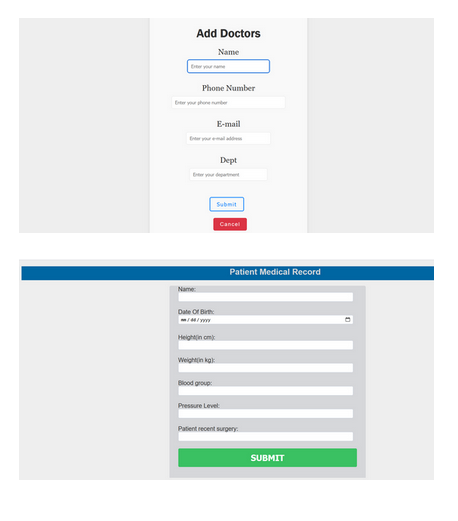 Add Doctors
Name
Enter your name
Phone Number
Enter your phone number
E-mail
Enter your e-mail address
Dept
Enter your department
Submit
Cancel
Patient Medical Record
Name:
Date Of Birth:
mm / dd / yyyy
Height(in cm):
Weight(in kg):
Blood group:
Pressure Level:
Patient recent surgery:
SUBMIT